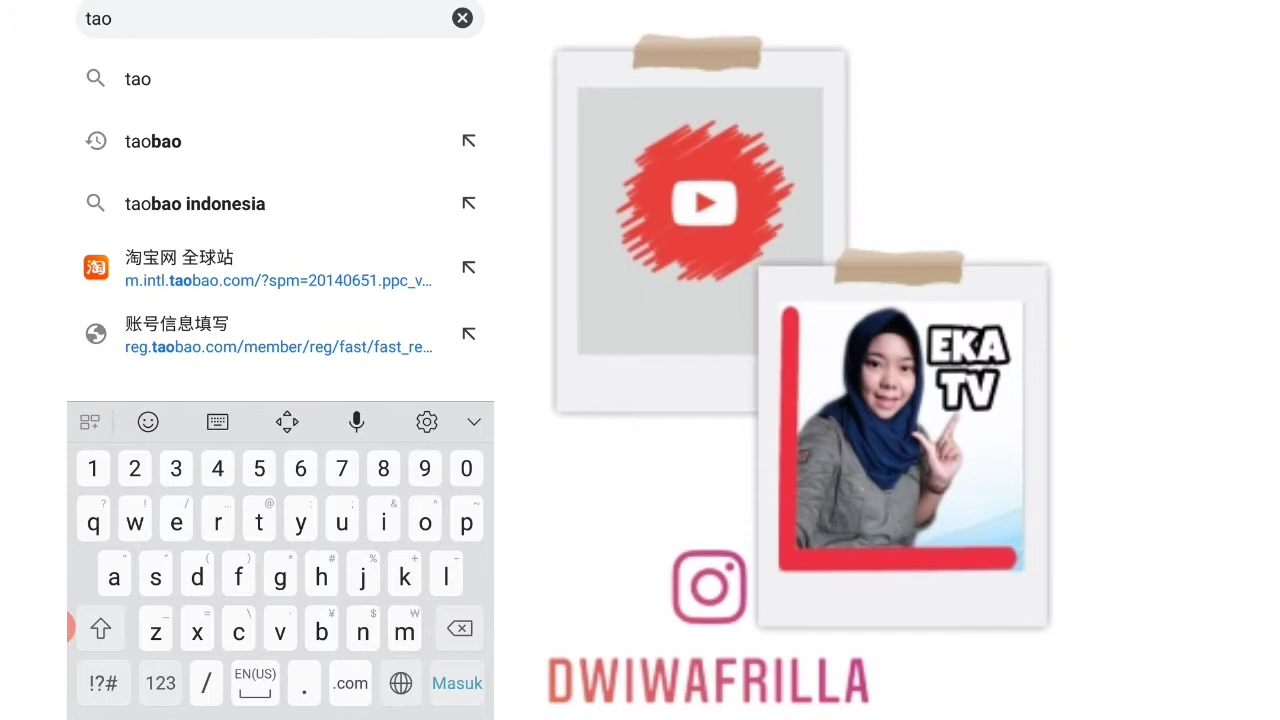 tao
tao
taobao
taobao indonesia
淘宝网 全球站
淘
m.intl.taobao.com/?spm=20140651.ppc_v...
账号信息填写
reg.taobao.com/member/reg/fast/fast_re...
1 2 3 4 5 6 7 8 9 0
q w e r t y u i o p
a s d f g h j k l
z x c v b n m
!?# 123 / EN(US) . .com Masuk
EKA
TV
DWIWAFRILLA